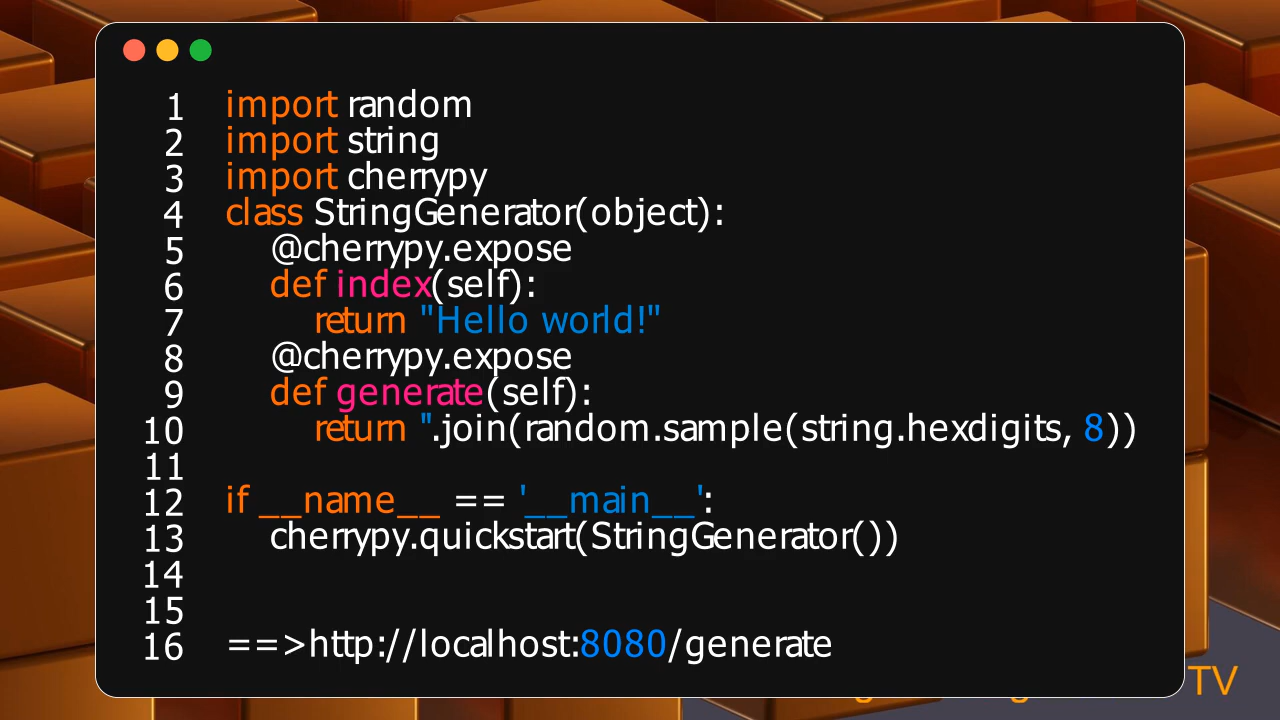 1 import random
2 import string
3 import cherrypy
4 class StringGenerator(object):
5 @cherrypy.expose
6 def index(self):
7 return "Hello world!"
8 @cherrypy.expose
9 def generate(self):
10 return ''.join(random.sample(string.hexdigits, 8))
11
12 if __name__ == '__main__':
13 cherrypy.quickstart(StringGenerator())
14
15
16 ==>http://localhost:8080/generate
TV